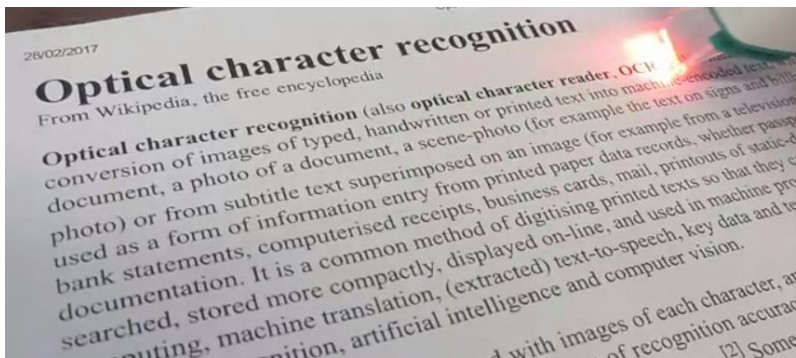 28/02/2017
Optical character recognition
From Wikipedia, the free encyclopedia
Optical character recognition (also optical character reader, OCR
conversion of images of typed, handwritten or printed text into machine-encoded text,
document, a photo of a document, a scene-photo (for example the text on signs and
photo) or from subtitle text superimposed on an image (for example from a television
used as a form of information entry from printed paper data records, whether
bank statements, computerised receipts, business cards, mail, printouts of
documentation. It is a common method of digitising printed texts so that they
searched, stored more compactly, displayed on-line, and used in machine
machine translation, (extracted) text-to-speech, key data and
artificial intelligence and computer vision.
with images of each character,
of recognition
[2] Some